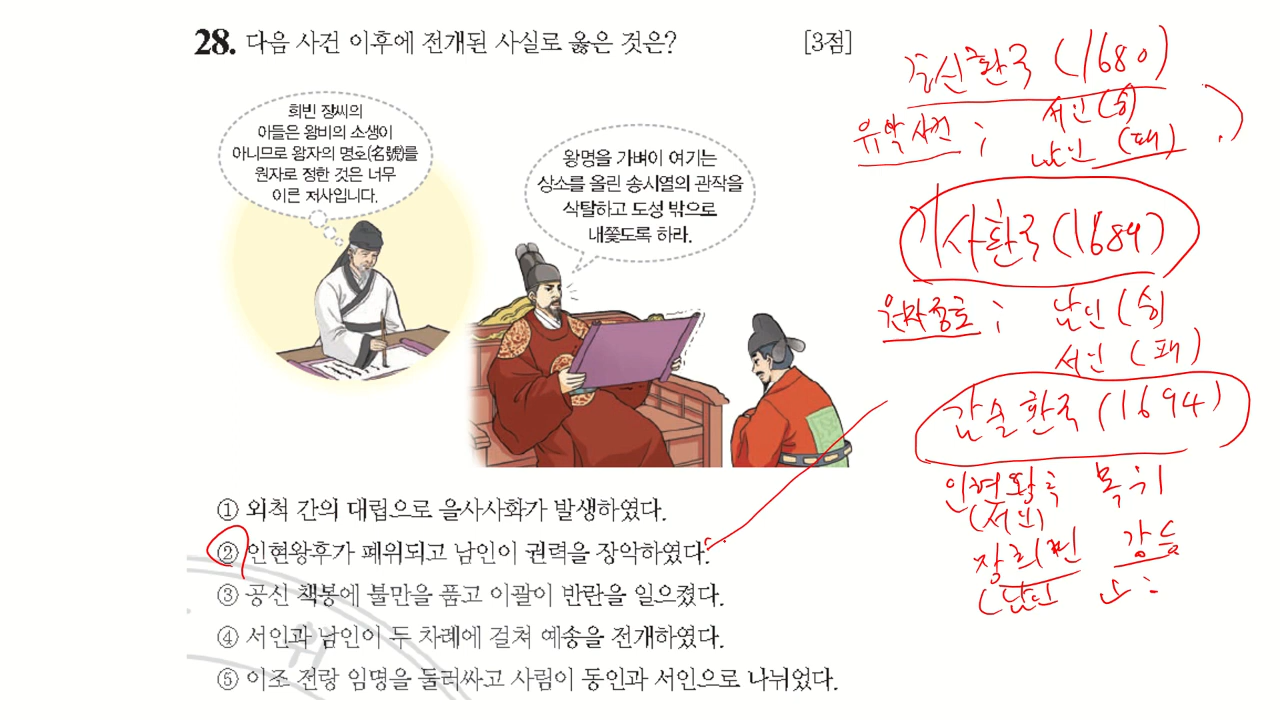 28. 다음 사건 이후에 전개된 사실로 옳은 것은? [3점]
희빈 장씨의
아들은 왕비의 소생이
아니므로 왕자의 명호(名號)를
원자로 정한 것은 너무
이른 처사입니다.
왕명을 가벼이 여기는
상소를 올린 송시열의 관작을
삭탈하고 도성 밖으로
내쫓도록 하라.
① 외척 간의 대립으로 을사사화가 발생하였다.
② 인현왕후가 폐위되고 남인이 권력을 장악하였다.
③ 공신 책봉에 불만을 품고 이괄이 반란을 일으켰다.
④ 서인과 남인이 두 차례에 걸쳐 예송을 전개하였다.
⑤ 이조 전랑 임명을 둘러싸고 사림이 동인과 서인으로 나뉘었다.
위
경신환국 (1680)
유악사건 ; 서인 (승)
남인 (패)
기사환국 (1689)
원자정호 ; 남인 (승)
서인 (패)
갑술환국 (1694)
인현왕후 복위
(서인)
장희빈 강등
(남인